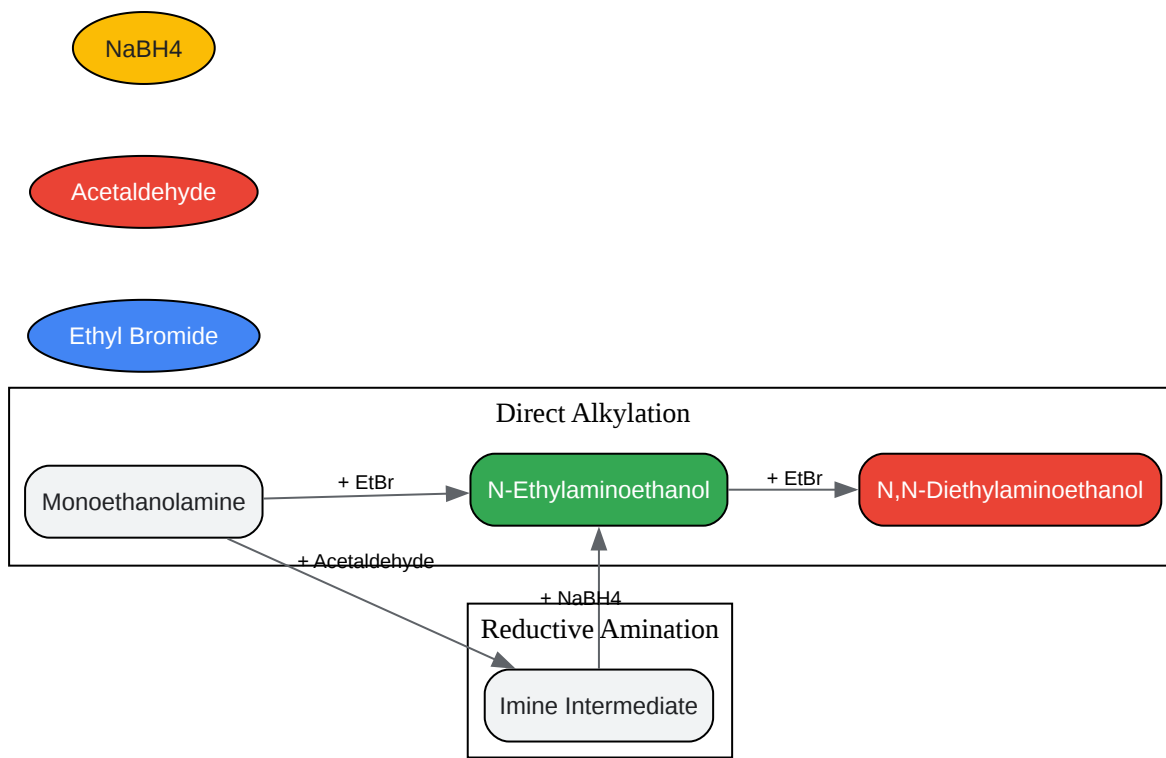 NaBH4
Acetaldehyde
Ethyl Bromide
Direct Alkylation
Monoethanolamine
+ EtBr
N-Ethylaminoethanol
+ EtBr
N,N-Diethylaminoethanol
+ Acetaldehyde
+ NaBH4
Reductive Amination
Imine Intermediate